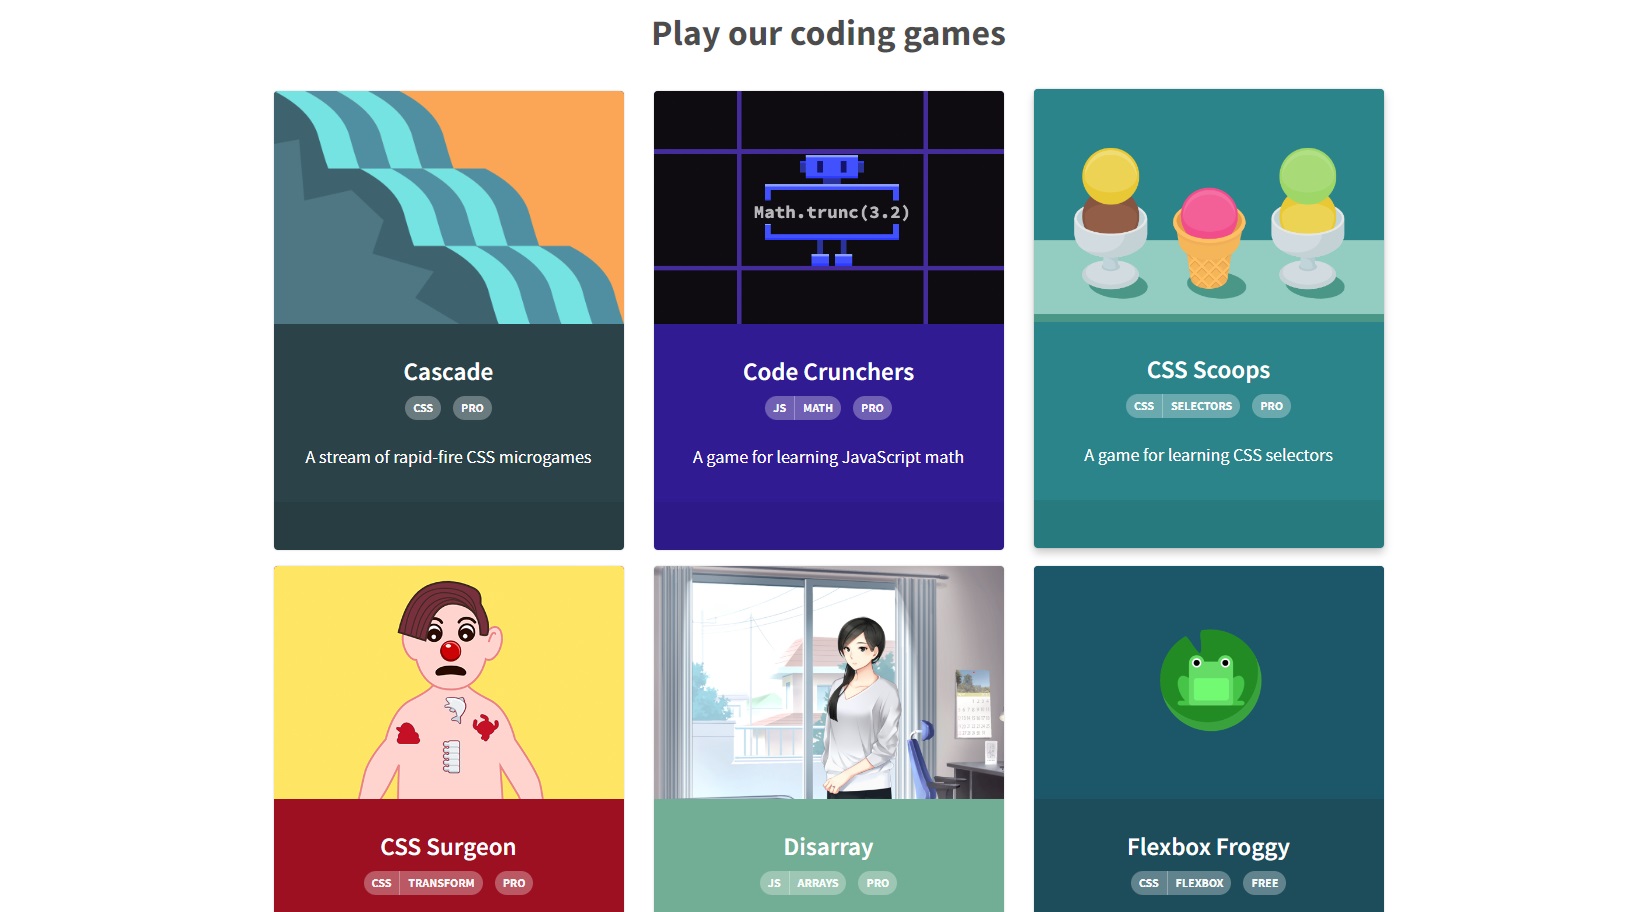 Play our coding games
Math.trunc(3.2)
Cascade
CSS PRO
A stream of rapid-fire CSS microgames
Code Crunchers
JS MATH PRO
A game for learning JavaScript math
CSS Scoops
CSS SELECTORS PRO
A game for learning CSS selectors
CSS Surgeon
CSS TRANSFORM PRO
Disarray
JS ARRAYS PRO
Flexbox Froggy
CSS FLEXBOX FREE